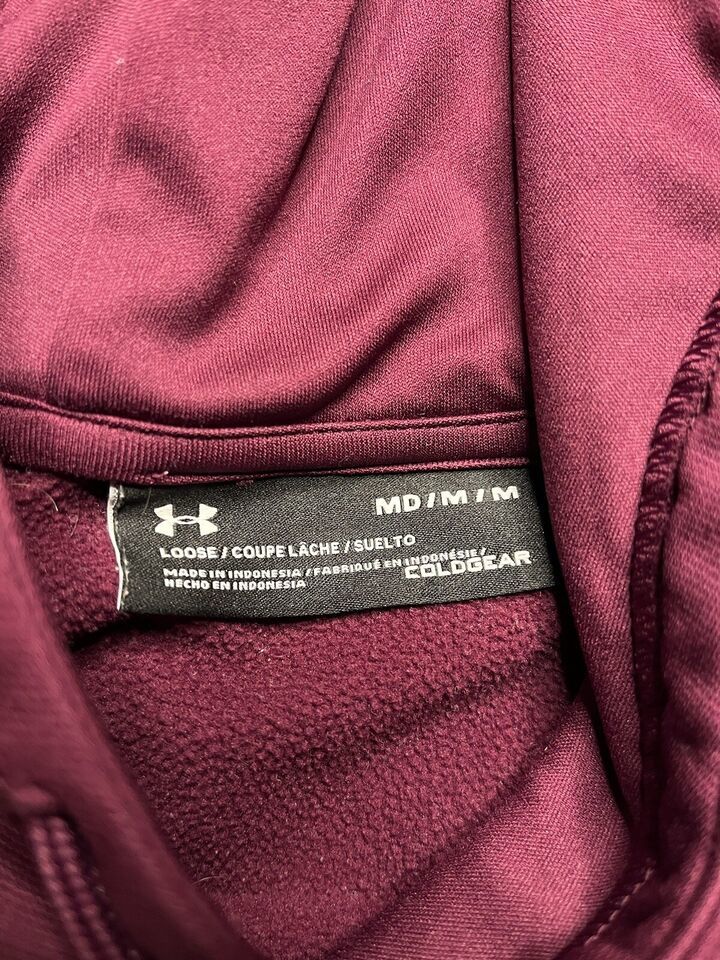 MD/M/M
LOOSE/COUPE LÂCHE/SUELTO
MADE IN INDONESIA/FABRIQUÉ EN INDONÉSIE/
HECHO EN INDONESIA
COLDGEAR